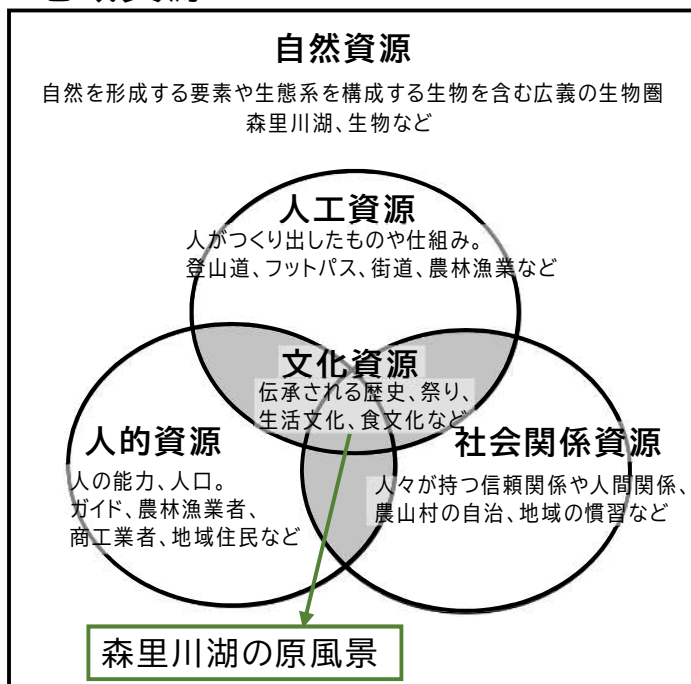 自然資源
自然を形成する要素や生態系を構成する生物を含む広義の生物圏
森里川湖、生物など
人工資源
人がつくり出したものや仕組み。
登山道、フットパス、街道、農林漁業など
文化資源
伝承される歴史、祭り、
生活文化、食文化など
人的資源
人の能力、人口。
ガイド、農林漁業者、
商工業者、地域住民など
社会関係資源
人々が持つ信頼関係や人間関係、
農山村の自治、地域の慣習など
森里川湖の原風景